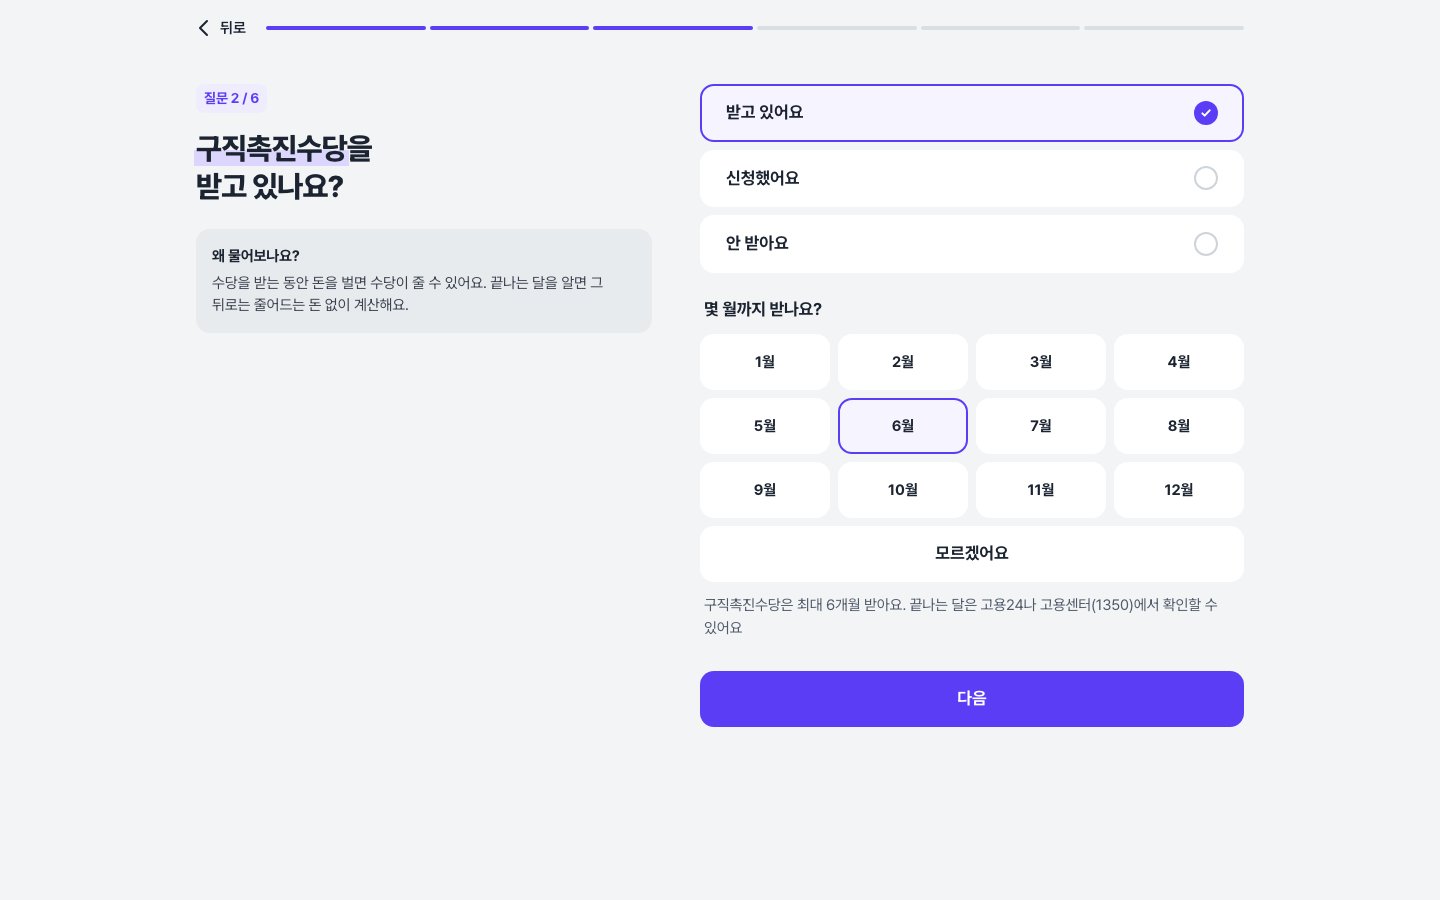 뒤로
질문 2 / 6
구직촉진수당을
받고 있나요?
왜 물어보나요?
수당을 받는 동안 돈을 벌면 수당이 줄 수 있어요. 끝나는 달을 알면 그
뒤로는 줄어드는 돈 없이 계산해요.
받고 있어요
신청했어요
안 받아요
몇 월까지 받나요?
1월 2월 3월 4월
5월 6월 7월 8월
9월 10월 11월 12월
모르겠어요
구직촉진수당은 최대 6개월 받아요. 끝나는 달은 고용24나 고용센터(1350)에서 확인할 수
있어요
다음